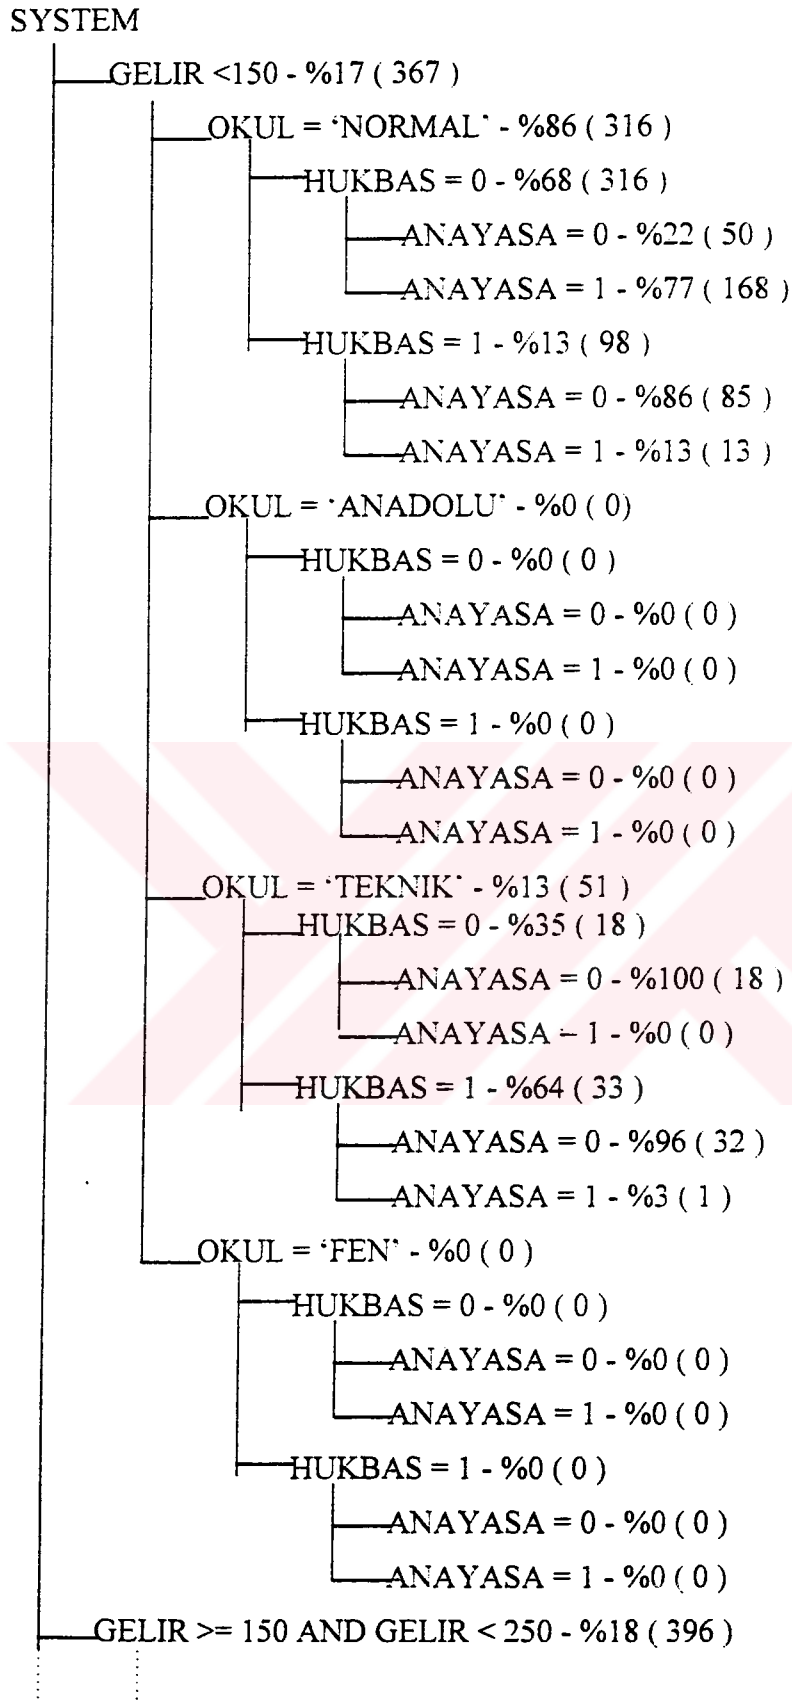 SYSTEM
GELIR <150 - %17 ( 367 )
OKUL = 'NORMAL' - %86 ( 316 )
HUKBAS = 0 - %68 ( 316 )
ANAYASA = 0 - %22 ( 50 )
ANAYASA = 1 - %77 ( 168 )
HUKBAS = 1 - %13 ( 98 )
ANAYASA = 0 - %86 ( 85 )
ANAYASA = 1 - %13 ( 13 )
OKUL = 'ANADOLU' - %0 ( 0)
HUKBAS = 0 - %0 ( 0 )
ANAYASA = 0 - %0 ( 0 )
ANAYASA = 1 - %0 ( 0 )
HUKBAS = 1 - %0 ( 0 )
ANAYASA = 0 - %0 ( 0 )
ANAYASA = 1 - %0 ( 0 )
OKUL = 'TEKNIK' - %13 ( 51 )
HUKBAS = 0 - %35 ( 18 )
ANAYASA = 0 - %100 ( 18 )
ANAYASA – 1 - %0 ( 0 )
HUKBAS = 1 - %64 ( 33 )
ANAYASA = 0 - %96 ( 32 )
ANAYASA = 1 - %3 ( 1 )
OKUL = 'FEN' - %0 ( 0 )
HUKBAS = 0 - %0 ( 0 )
ANAYASA = 0 - %0 ( 0 )
ANAYASA = 1 - %0 ( 0 )
HUKBAS = 1 - %0 ( 0 )
ANAYASA = 0 - %0 ( 0 )
ANAYASA = 1 - %0 ( 0 )
GELIR >= 150 AND GELIR < 250 - %18 ( 396 )